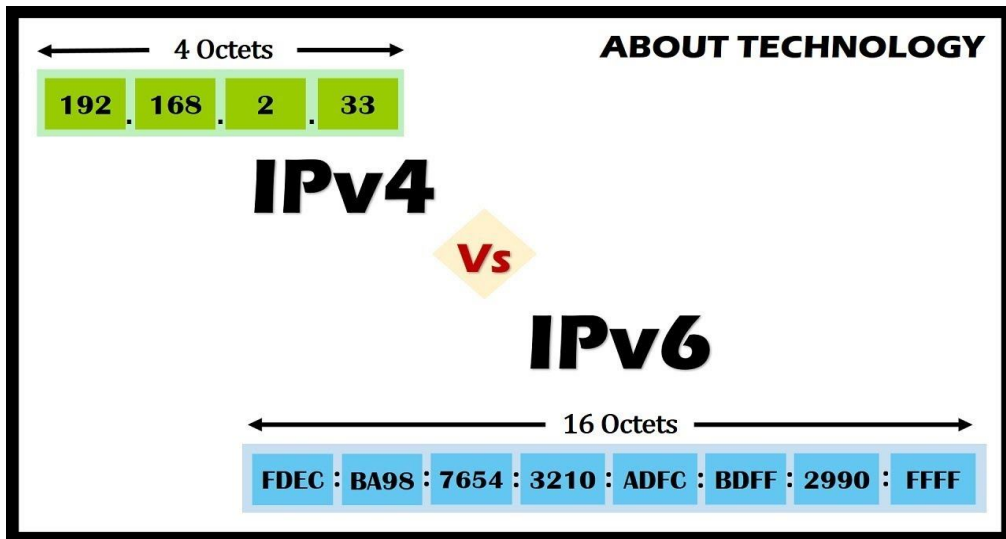 4 Octets
ABOUT TECHNOLOGY
192 . 168 . 2 . 33
IPv4
Vs
IPv6
16 Octets
FDEC : BA98 : 7654 : 3210 : ADFC : BDFF : 2990 : FFFF